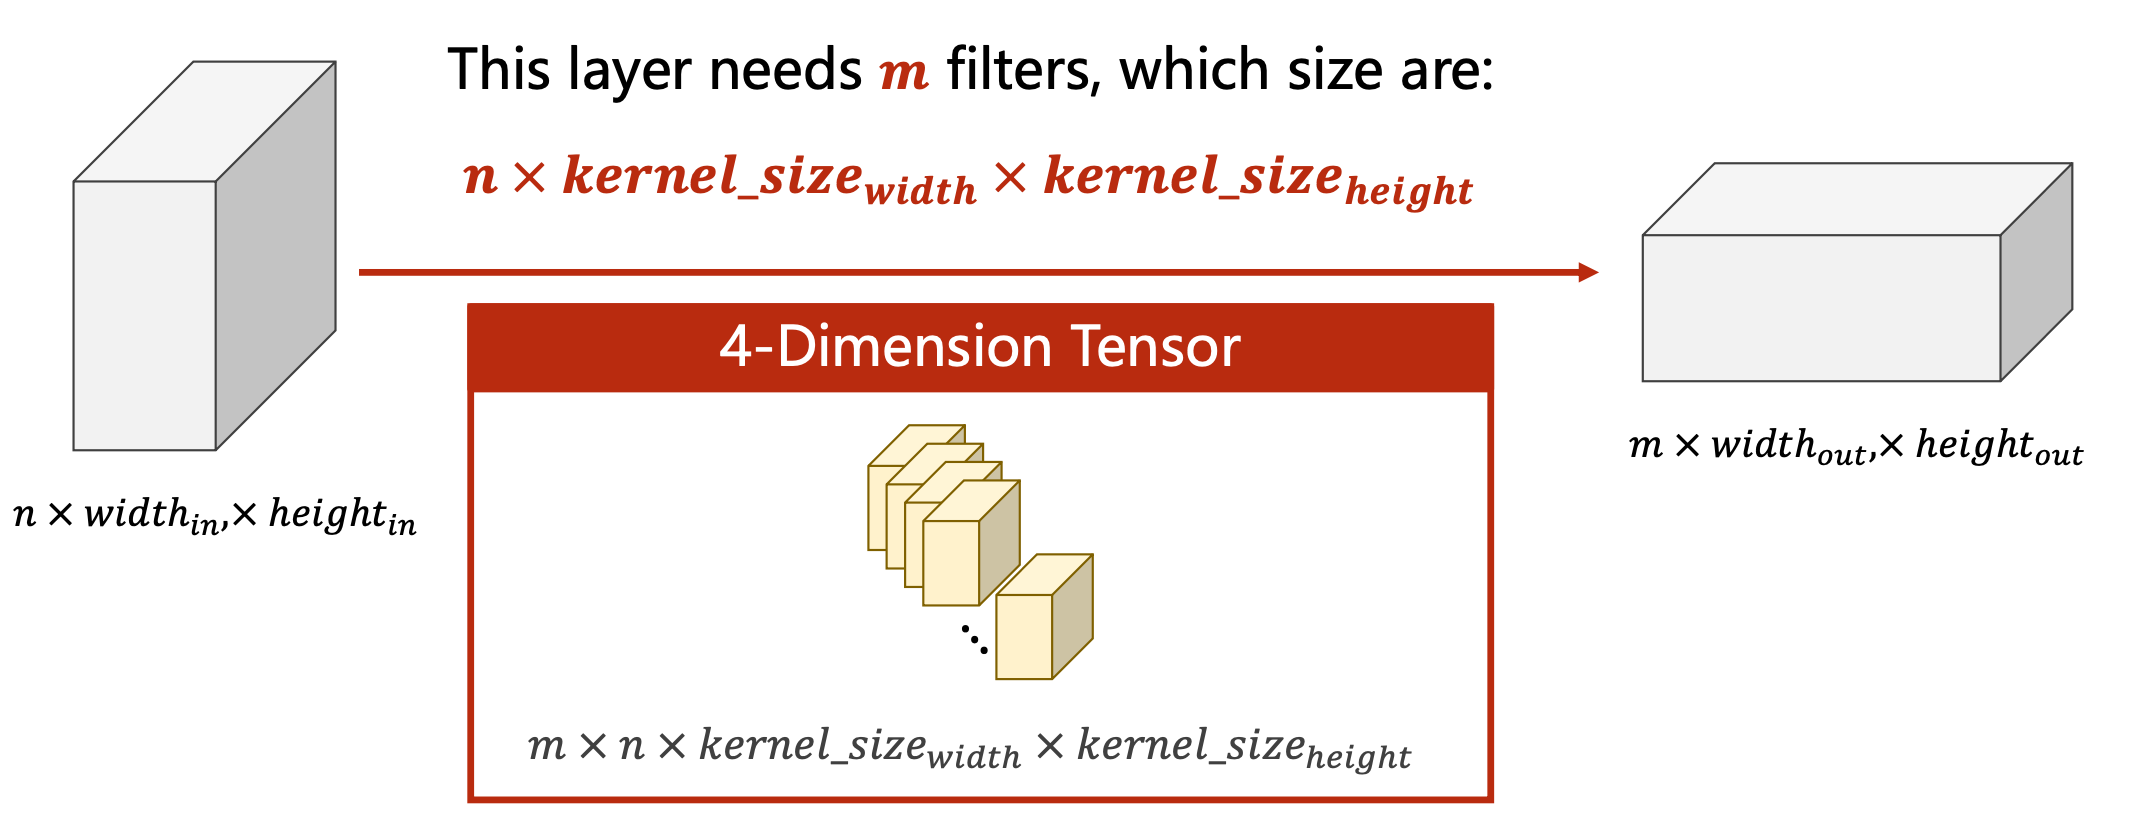 This layer needs m filters, which size are:
n × kernel_size_width × kernel_size_height
4-Dimension Tensor
m × width_out,× height_out
n × width_in,× height_in
m × n × kernel_size_width × kernel_size_height